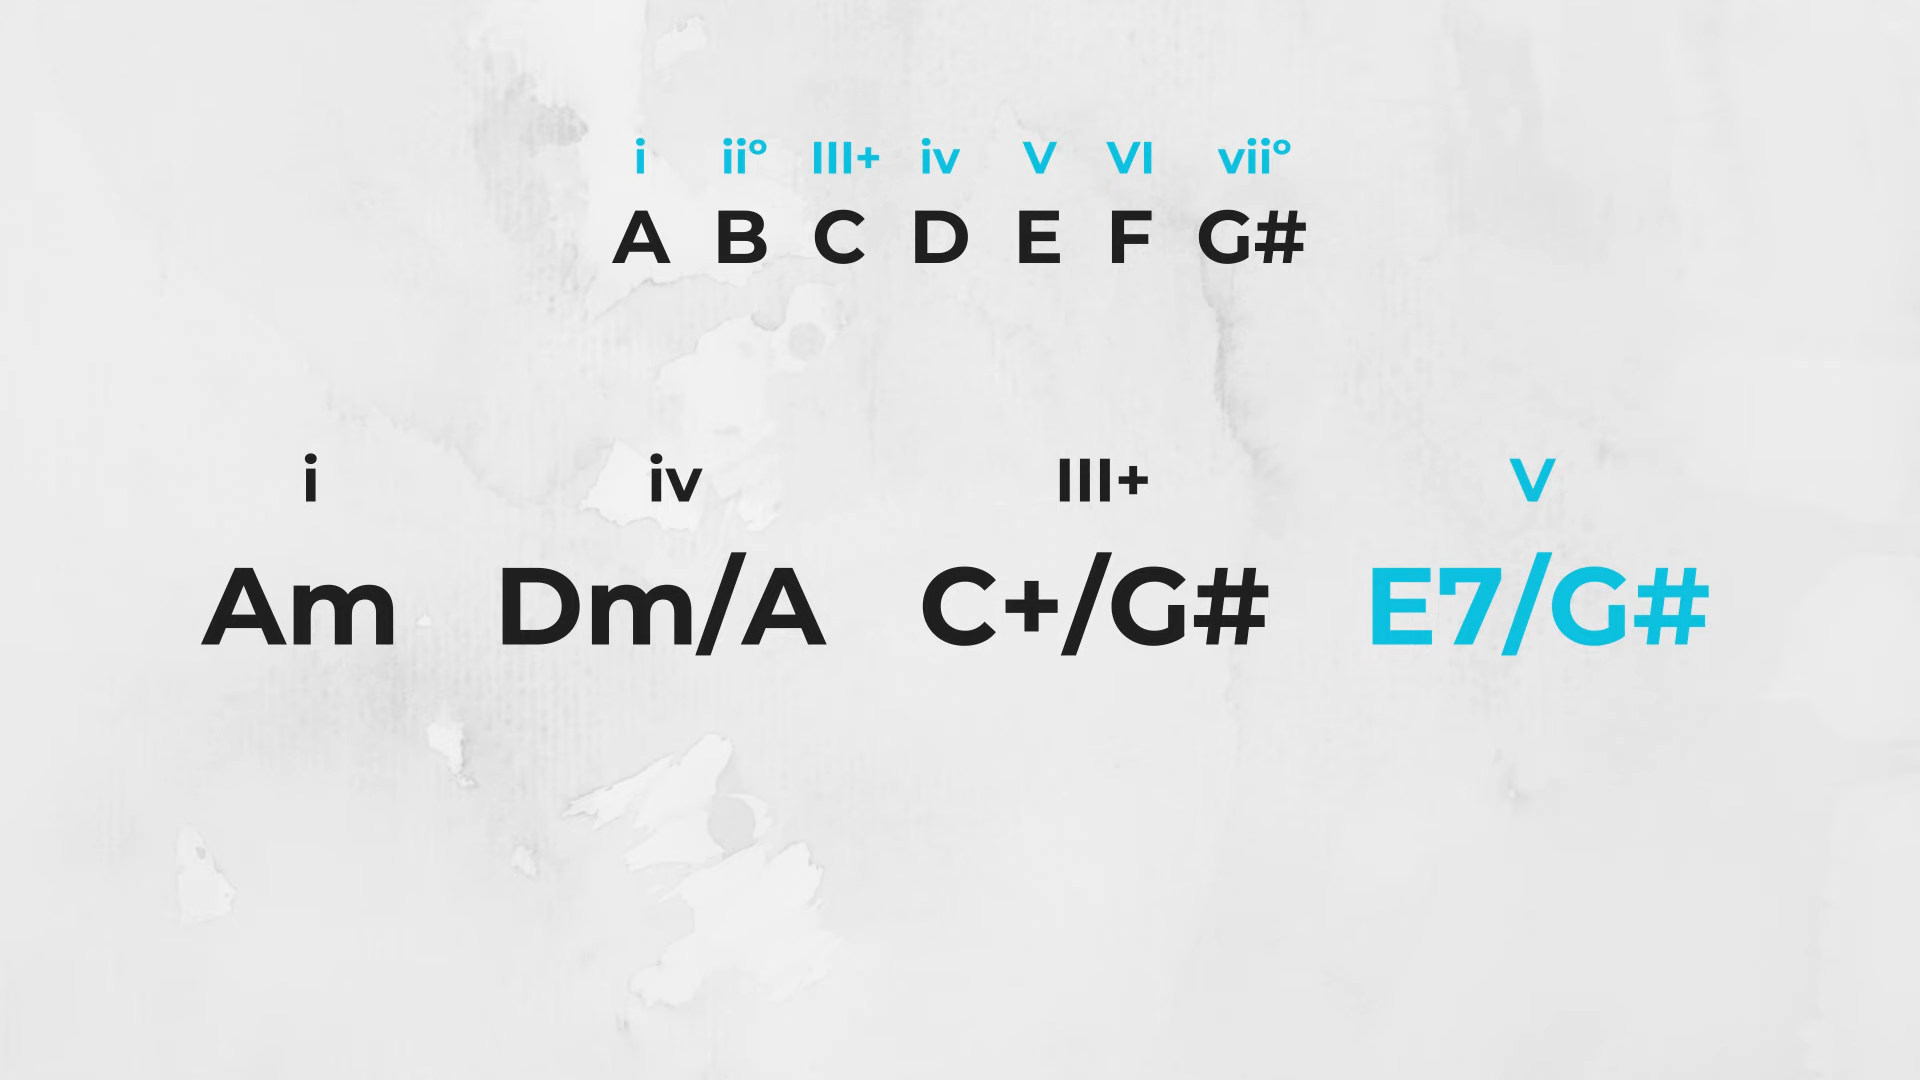 i ii° III+ iv V VI vii°
A B C D E F G#
i iv III+ V
Am Dm/A C+/G# E7/G#